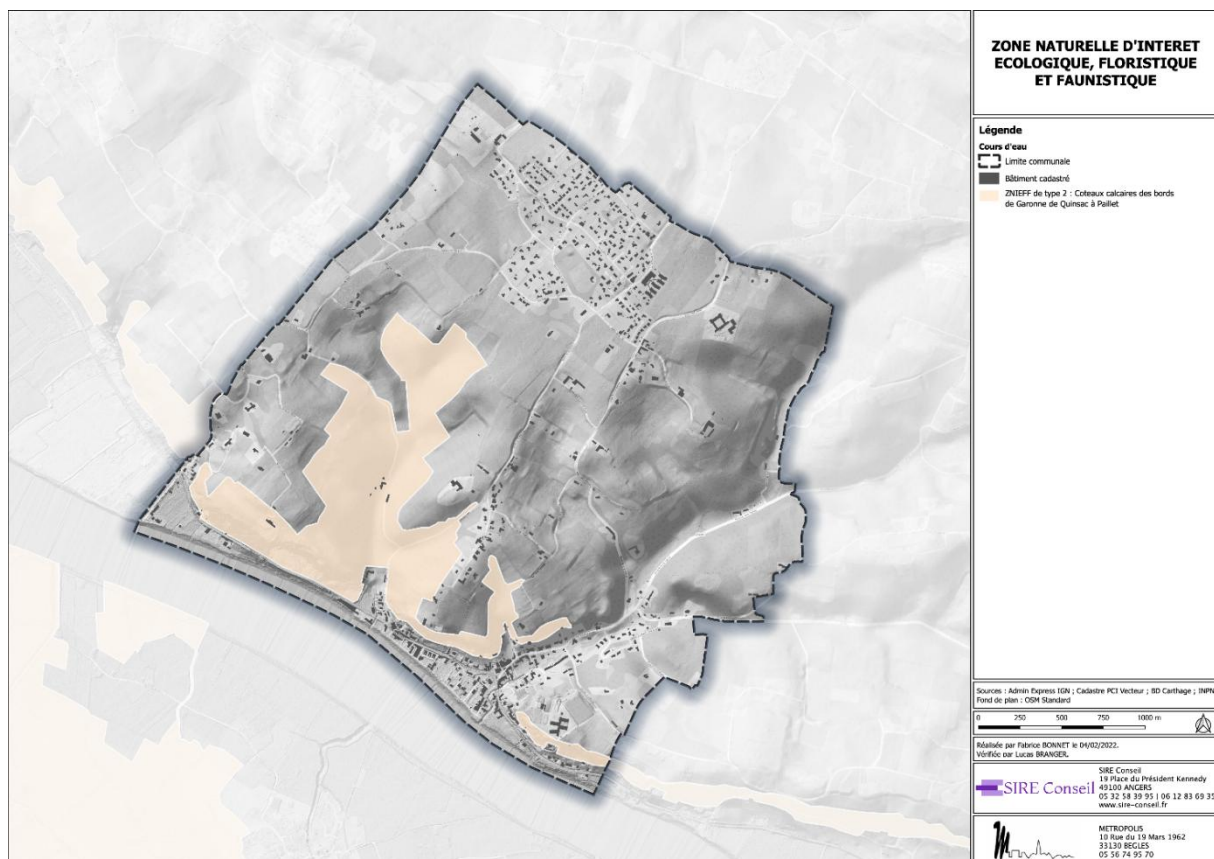 ZONE NATURELLE D'INTERET
ECOLOGIQUE, FLORISTIQUE
ET FAUNISTIQUE
Légende
Cours d'eau
Limite communale
Bâtiment cadastré
ZNIEFF de type 2 : Coteaux calcaires des bords
de Garonne de Quinsac à Paillet
Sources : Admin Express IGN ; Cadastre PCI Vecteur ; BD Carthage ; INPN
Fond de plan : OSM Standard
0 250 500 750 1000 m
Réalisée par Fabrice BONNET le 04/02/2022.
Vérifiée par Lucas BRANGER.
SIRE Conseil
SIRE Conseil
19 Place du Président Kennedy
49100 ANGERS
05 32 58 39 95 | 06 12 83 69 35
www.sire-conseil.fr
METROPOLIS
10 Rue du 19 Mars 1962
33130 BEGLES
05 56 74 95 70